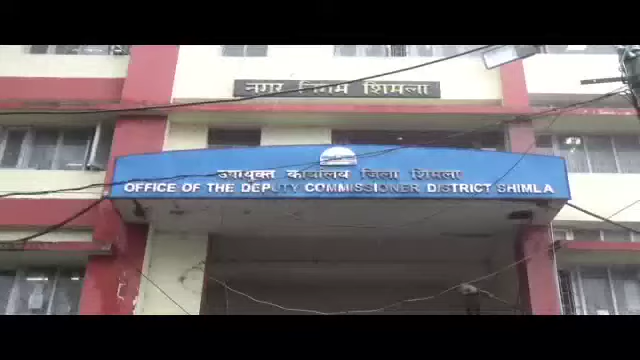 नगर निगम शिमला
उपायुक्त कार्यालय जिला शिमला
OFFICE OF THE DEPUTY COMMISSIONER DISTRICT SHIMLA